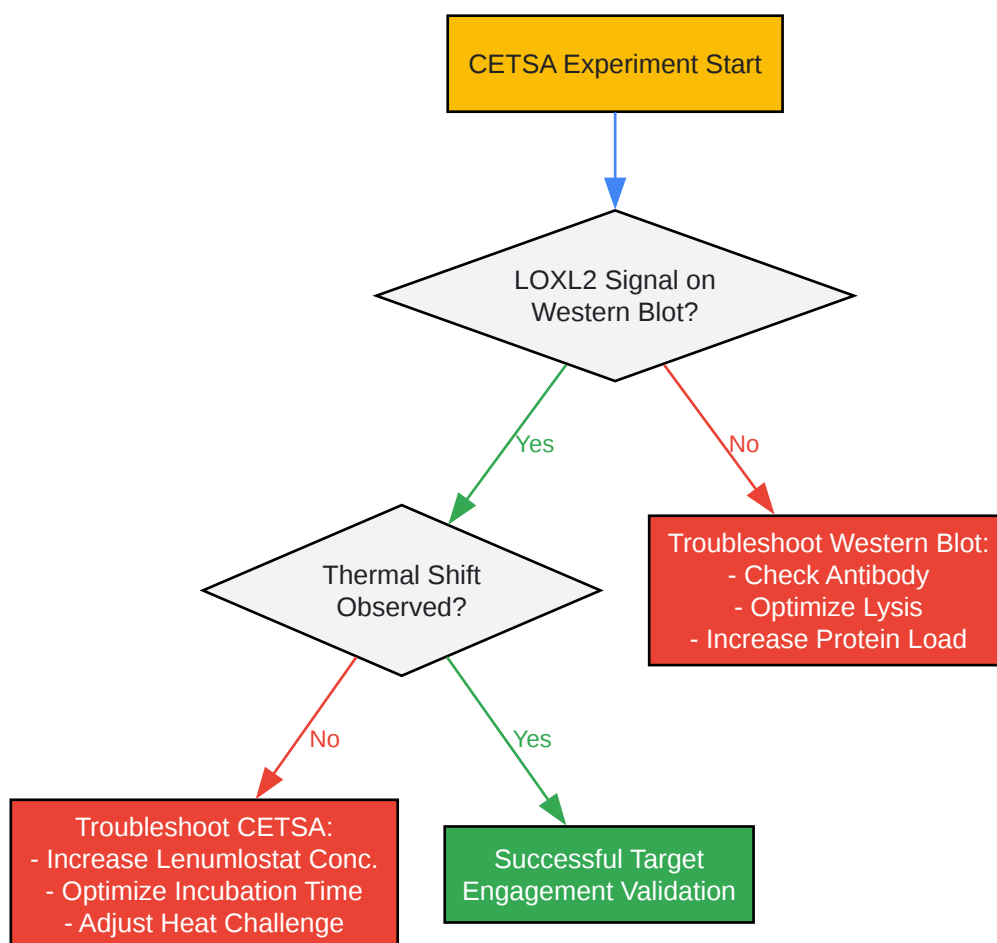 CETSA Experiment Start
LOXL2 Signal on
Western Blot?
Yes
No
Thermal Shift
Observed?
Troubleshoot Western Blot:
- Check Antibody
- Optimize Lysis
- Increase Protein Load
No
Yes
Troubleshoot CETSA:
- Increase Lenumlostat Conc.
- Optimize Incubation Time
- Adjust Heat Challenge
Successful Target
Engagement Validation